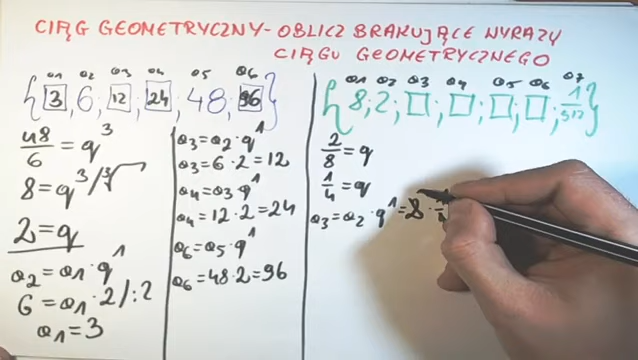 CIĄG GEOMETRYCZNY- OBLICZ BRAKUJĄCE WYRAZY
CIĄGU GEOMETRYCZNEGO
a1 a2 a3 a4 a5 a6
{3, 6, 12, 24, 48, 96}
48/6 = q^3
8 = q^3 /∛
2 = q
a2 = a1 · q^1
6 = a1 · 2 /:2
a1 = 3
a3 = a2 · q^1
a3 = 6 · 2 = 12
a4 = a3 q^1
a4 = 12 · 2 = 24
a6 = a5 · q^1
a6 = 48 · 2 = 96
a1 a2 a3 a4 a5 a6 a7
{8; 2; □; □; □; □; 1/512}
2/8 = q
1/4 = q
a3 = a2 · q^1 = 8 ·